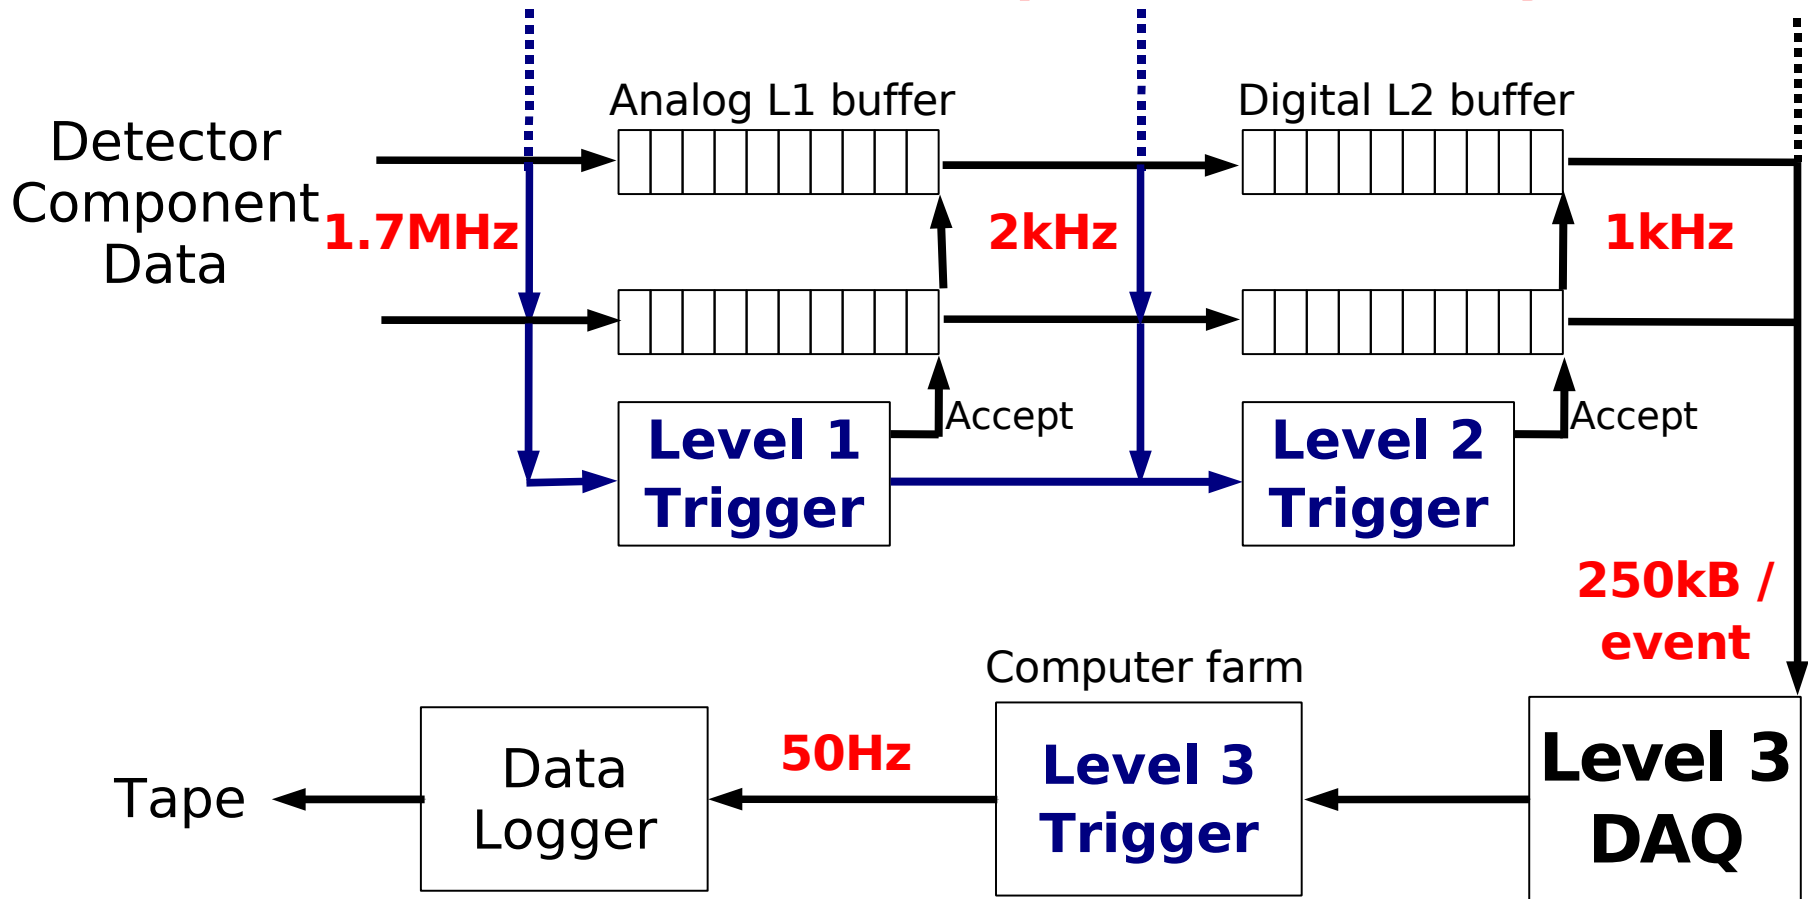 Analog L1 buffer
Digital L2 buffer
Detector
Component
Data
1.7MHz
2kHz
1kHz
Accept
Accept
Level 1
Trigger
Level 2
Trigger
250kB /
event
Computer farm
Level 3
DAQ
Level 3
Trigger
50Hz
Data
Logger
Tape